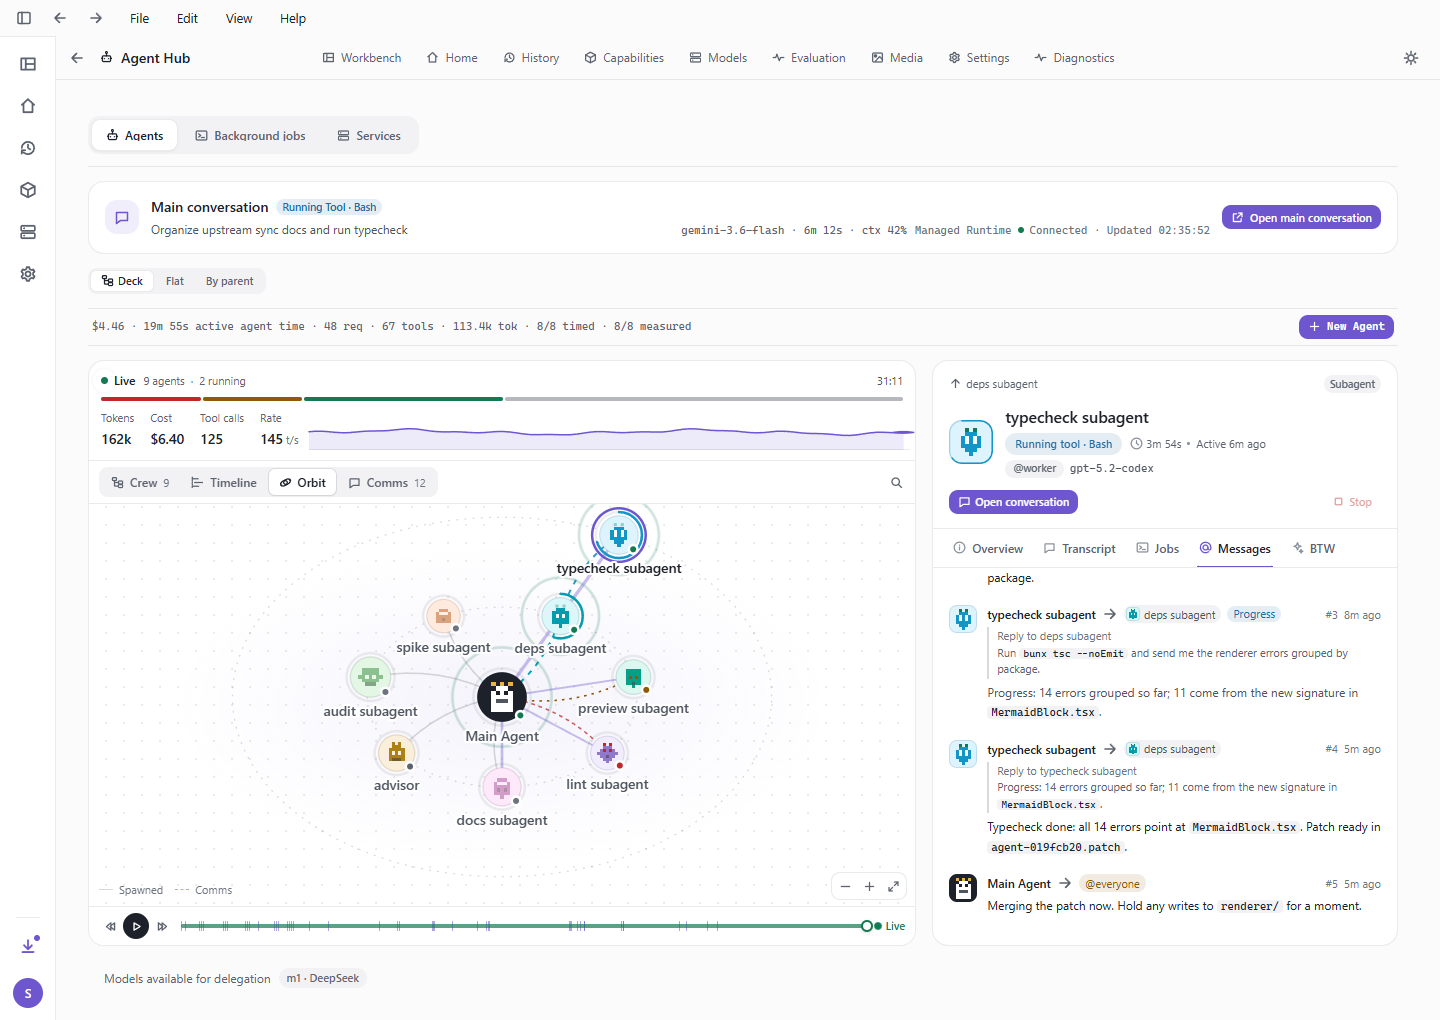 File Edit View Help
Agent Hub
Workbench Home History Capabilities Models Evaluation Media Settings Diagnostics
Agents Background jobs Services
Main conversation Running Tool · Bash
Organize upstream sync docs and run typecheck
gemini-3.6-flash · 6m 12s · ctx 42% Managed Runtime Connected · Updated 02:35:52
Open main conversation
Deck Flat By parent
$4.46 · 19m 55s active agent time · 48 req · 67 tools · 113.4k tok · 8/8 timed · 8/8 measured
New Agent
Live 9 agents · 2 running 31:11
Tokens Cost Tool calls Rate
162k $6.40 125 145 t/s
Crew 9 Timeline Orbit Comms 12
typecheck subagent
spike subagent
deps subagent
audit subagent
preview subagent
Main Agent
advisor
lint subagent
docs subagent
Spawned Comms
Live
deps subagent Subagent
typecheck subagent
Running tool · Bash 3m 54s • Active 6m ago
@worker gpt-5.2-codex
Open conversation Stop
Overview Transcript Jobs Messages BTW
package.
typecheck subagent → deps subagent Progress #3 8m ago
Reply to deps subagent
Run bunx tsc --noEmit and send me the renderer errors grouped by
package.
Progress: 14 errors grouped so far; 11 come from the new signature in
MermaidBlock.tsx.
typecheck subagent → deps subagent #4 5m ago
Reply to typecheck subagent
Progress: 14 errors grouped so far; 11 come from the new signature in
MermaidBlock.tsx.
Typecheck done: all 14 errors point at MermaidBlock.tsx. Patch ready in
agent-019fcb20.patch.
Main Agent → @everyone #5 5m ago
Merging the patch now. Hold any writes to renderer/ for a moment.
Models available for delegation m1 · DeepSeek
S